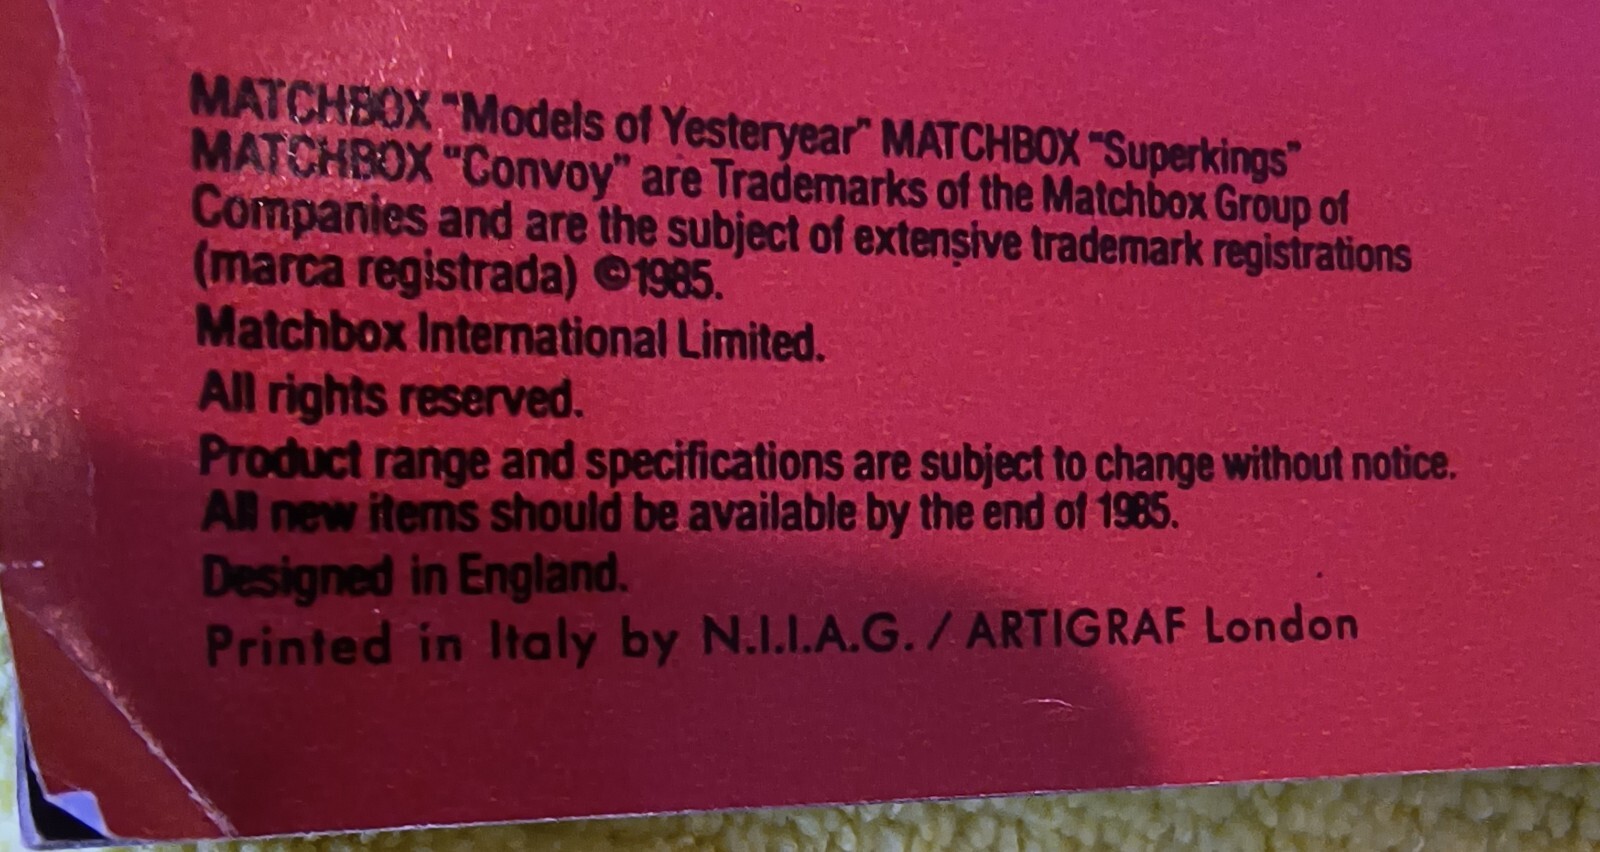 MATCHBOX "Models of Yesteryear" MATCHBOX "Superkings"
MATCHBOX "Convoy" are Trademarks of the Matchbox Group of
Companies and are the subject of extensive trademark registrations
(marca registrada) ©1985.
Matchbox International Limited.
All rights reserved.
Product range and specifications are subject to change without notice.
All new items should be available by the end of 1985.
Designed in England.
Printed in Italy by N.I.I.A.G. / ARTIGRAF London